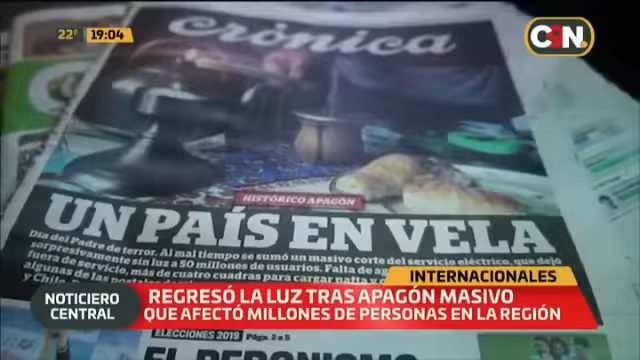 22° 19:04
C9N
crónica
HISTÓRICO APAGÓN
UN PAÍS EN VELA
Día del Padre de terror. Al mal tiempo se sumó un masivo corte del servicio eléctrico, que dejó
sorpresivamente sin luz a 50 millones de usuarios. Falta de
fuera de servicio, más de cuatro cuadras para cargar nafta
algunas de las postales
y Chile.
INTERNACIONALES
NOTICIERO
CENTRAL
REGRESÓ LA LUZ TRAS APAGÓN MASIVO
QUE AFECTÓ MILLONES DE PERSONAS EN LA REGIÓN
ELECCIONES 2019 Págs. 2 a 5
EL PERONISMO